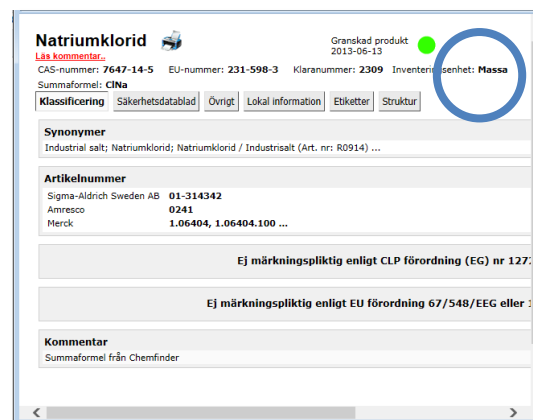 Natriumklorid
Granskad produkt
2013-06-13
Läs kommentar..
CAS-nummer: 7647-14-5 EU-nummer: 231-598-3 Klaranummer: 2309 Inventeringsenhet: Massa
Summaformel: ClNa
Klassificering Säkerhetsdatablad Övrigt Lokal information Etiketter Struktur
Synonymer
Industrial salt; Natriumklorid; Natriumklorid / Industrisalt (Art. nr: R0914) ...
Artikelnummer
Sigma-Aldrich Sweden AB 01-314342
Amresco 0241
Merck 1.06404, 1.06404.100 ...
Ej märkningspliktig enligt CLP förordning (EG) nr
Ej märkningspliktig enligt EU förordning 67/548/EEG eller
Kommentar
Summaformel från Chemfinder